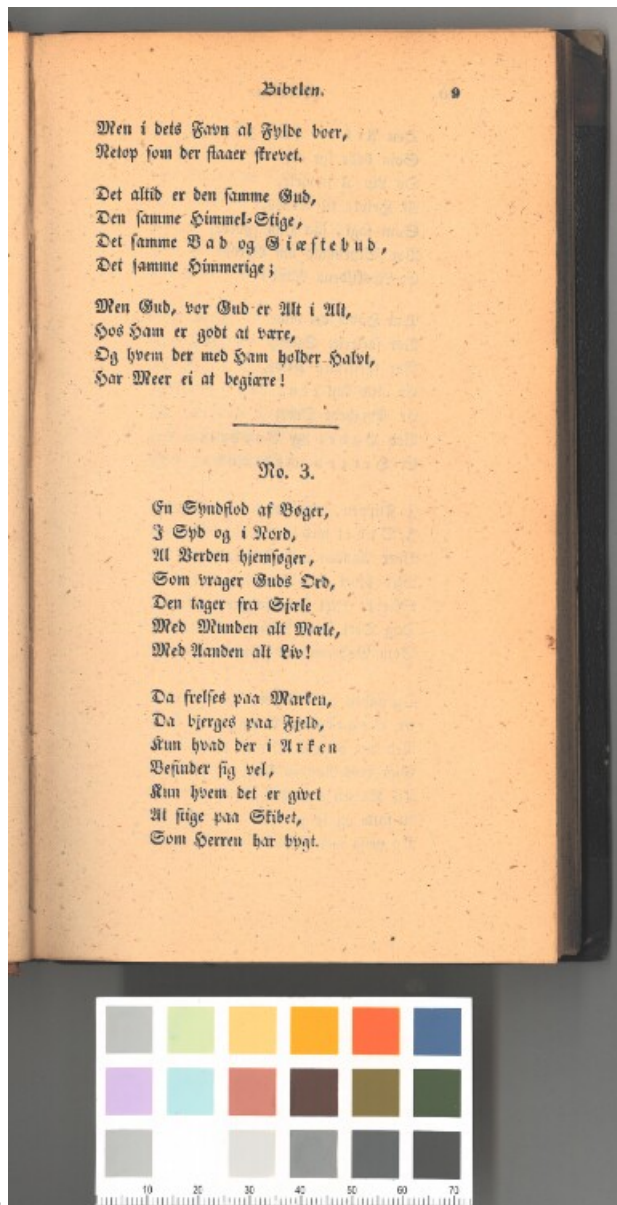 Bibelen. 9
Men i dets Favn al Fylde boer,
Netop som der staaer skrevet.
Det altid er den samme Gud,
Den samme Himmel-Stige,
Det samme Bad og Giæstebud,
Det samme Himmerige;
Men Gud, vor Gud er Alt i Alt,
Hos Ham er godt at være,
Og hvem der med Ham holder Halvt,
Har Meer ei at begiære!
No. 3.
En Syndflod af Bøger,
I Syd og i Nord,
Al Verden hjemsøger,
Som vrager Guds Ord,
Den tager fra Sjæle
Med Munden alt Mæle,
Med Aanden alt Liv!
Da frelses paa Marken,
Da bjerges paa Fjeld,
Kun hvad der i Arken
Befinder sig vel,
Kun hvem det er givet
At stige paa Skibet,
Som Herren har bygt.
10 20 30 40 50 60 70